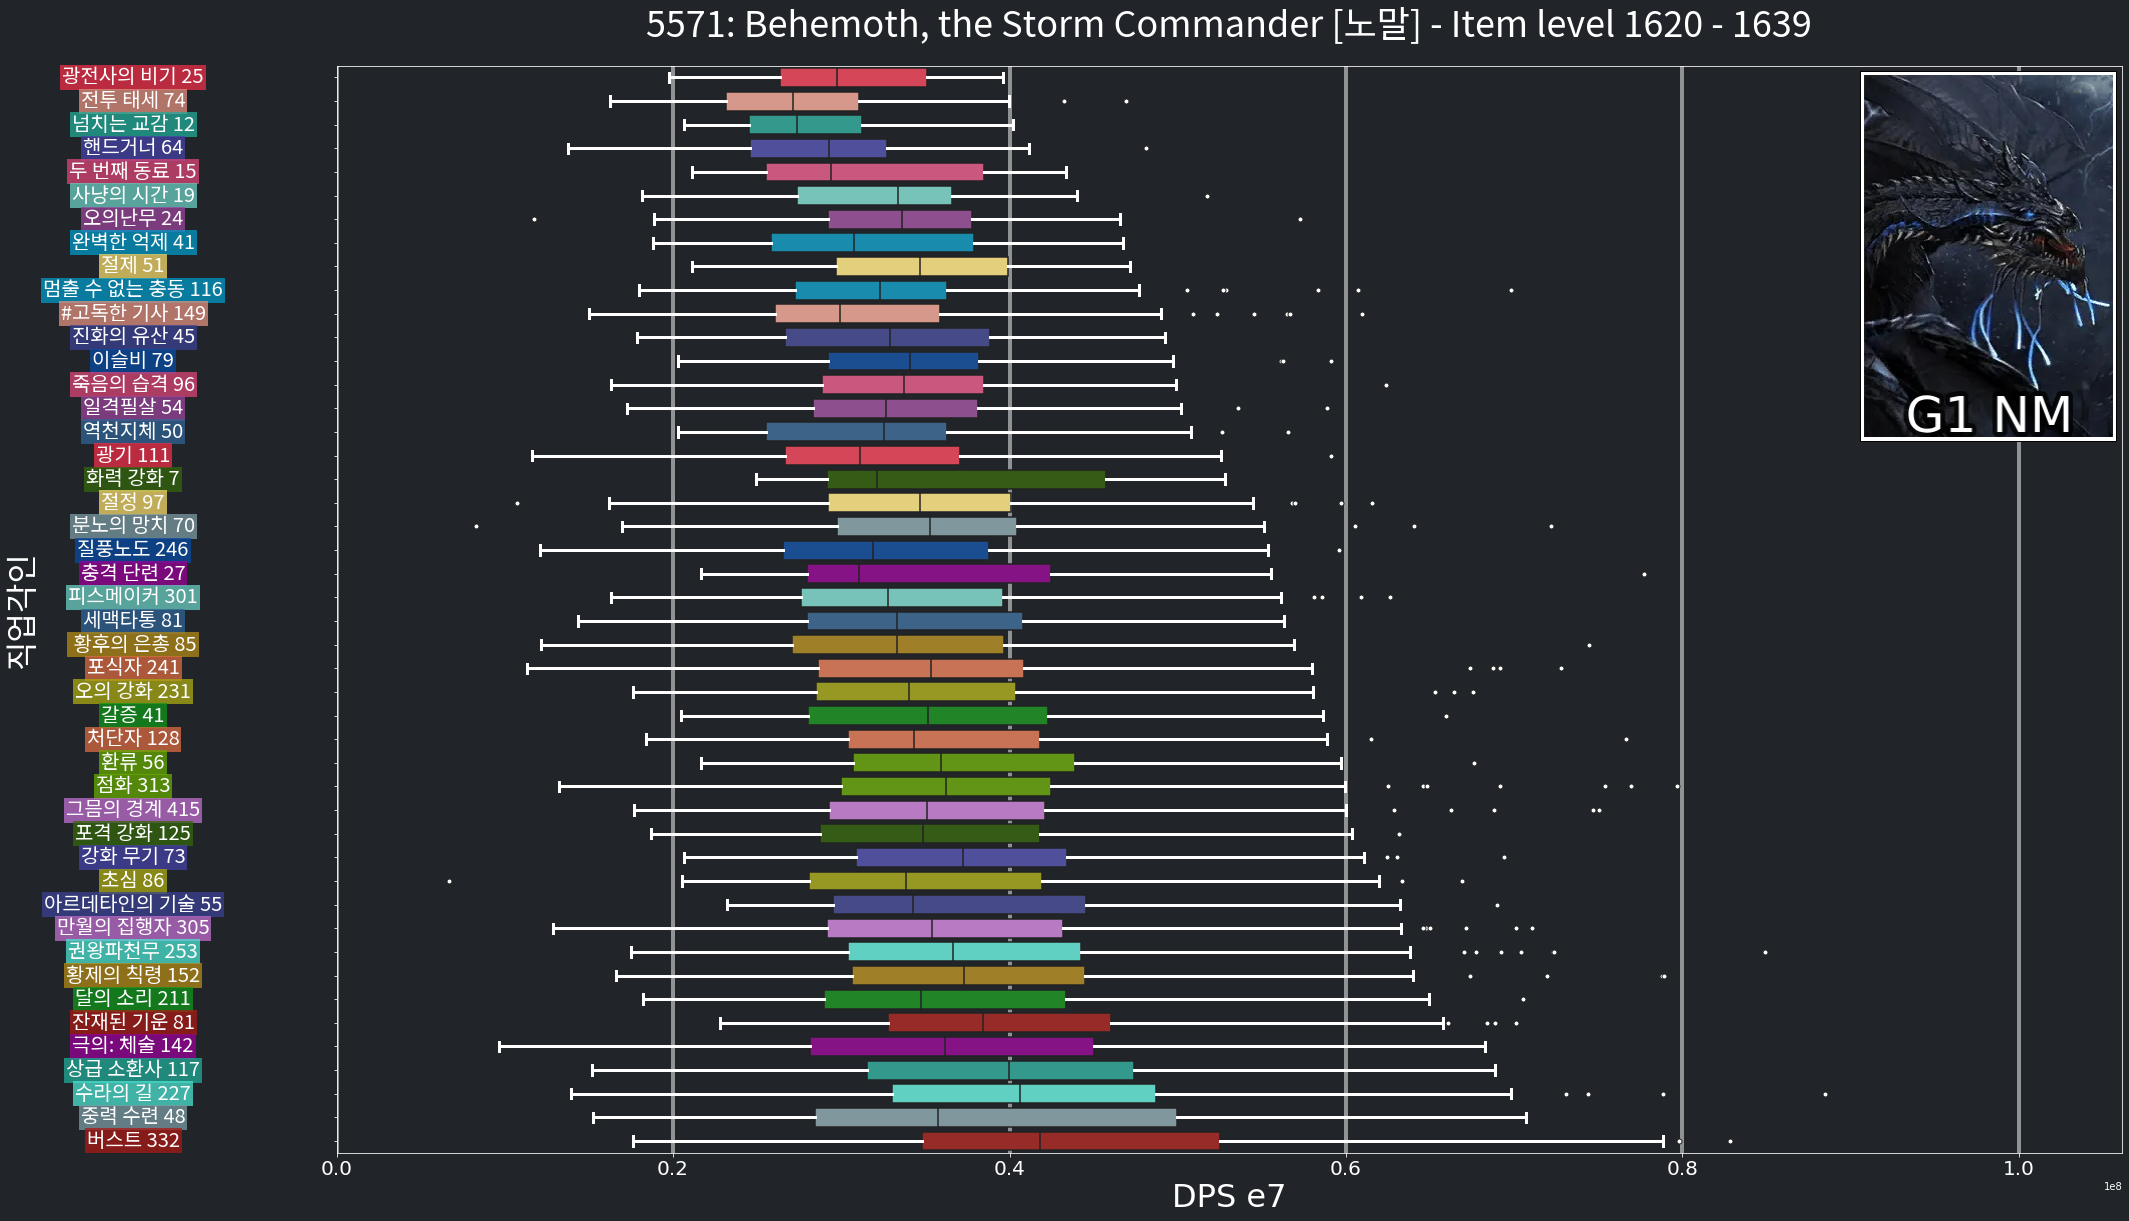 5571: Behemoth, the Storm Commander [노말] - Item level 1620 - 1639
직업각인
광전사의 비기 25
전투 태세 74
넘치는 교감 12
핸드거너 64
두 번째 동료 15
사냥의 시간 19
오의난무 24
완벽한 억제 41
절제 51
멈출 수 없는 충동 116
#고독한 기사 149
진화의 유산 45
이슬비 79
죽음의 습격 96
일격필살 54
역천지체 50
광기 111
화력 강화 7
절정 97
분노의 망치 70
질풍노도 246
충격 단련 27
피스메이커 301
세맥타통 81
황후의 은총 85
포식자 241
오의 강화 231
갈증 41
처단자 128
환류 56
점화 313
그믐의 경계 415
포격 강화 125
강화 무기 73
초심 86
아르데타인의 기술 55
만월의 집행자 305
권왕파천무 253
황제의 칙령 152
달의 소리 211
잔재된 기운 81
극의: 체술 142
상급 소환사 117
수라의 길 227
중력 수련 48
버스트 332
G1 NM
0.0 0.2 0.4 0.6 0.8 1.0
1e8
DPS e7